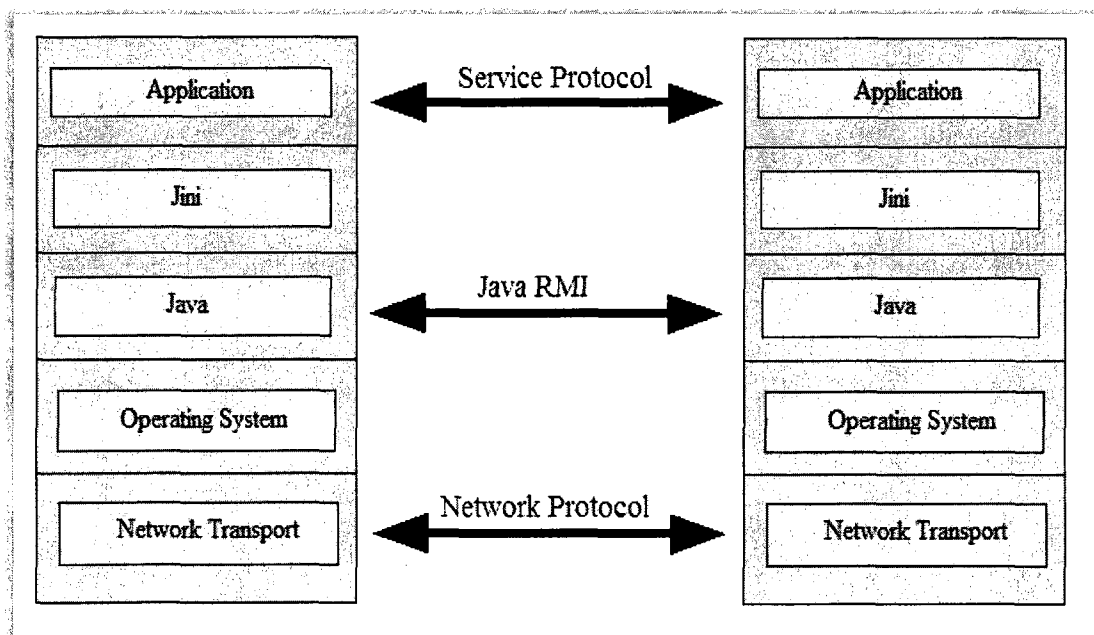 Application
Service Protocol
Application
Jini
Jini
Java
Java RMI
Java
Operating System
Operating System
Network Transport
Network Protocol
Network Transport